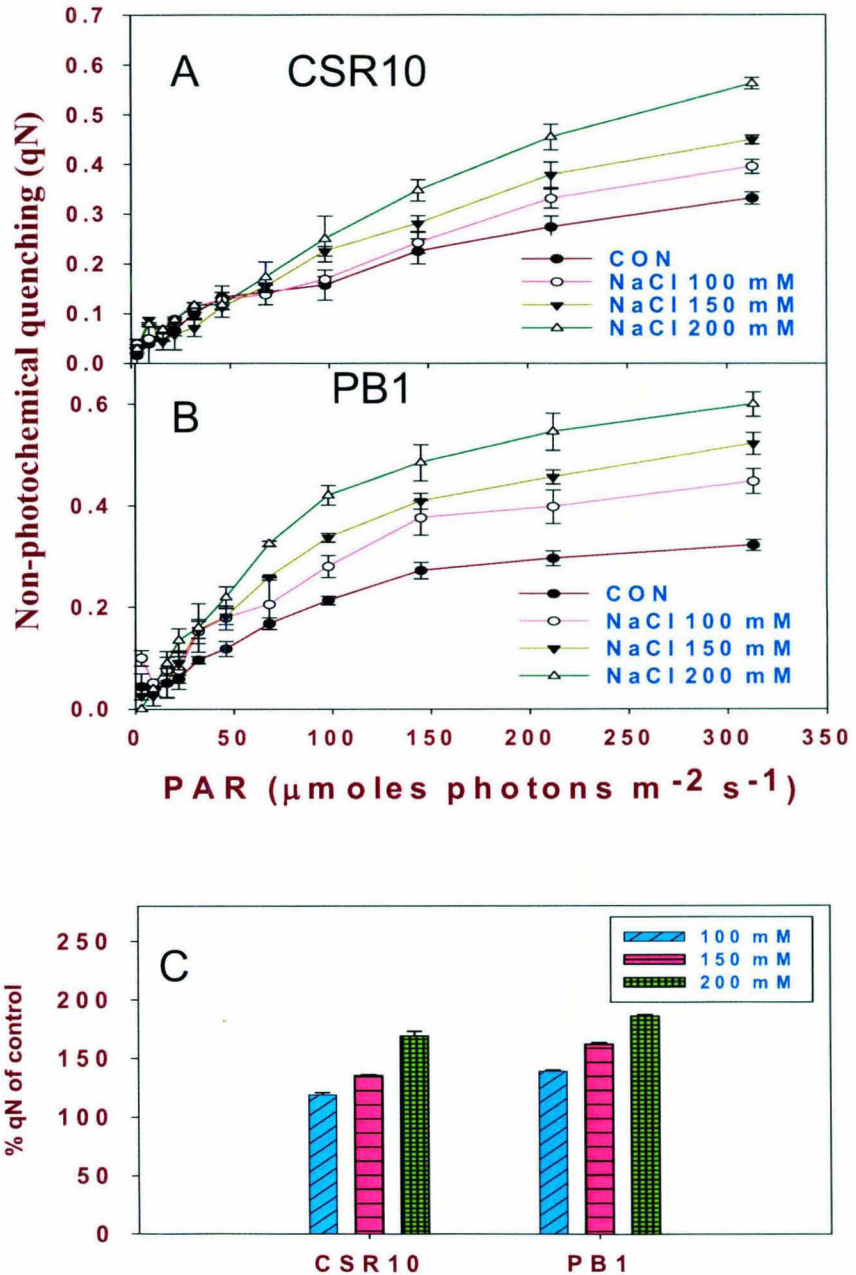 0.7
A
CSR10
0.6
0.5
0.4
0.3
0.2
0.1
0.0
CON
NaCl 100 mM
NaCl 150 mM
NaCl 200 mM
Non-photochemical quenching (qN)
B
PB1
0.6
0.4
0.2
0.0
CON
NaCl 100 mM
NaCl 150 mM
NaCl 200 mM
0 50 100 150 200 250 300 350
PAR (μmoles photons m⁻² s⁻¹)
C
100 mM
150 mM
200 mM
% qN of control
250
200
150
100
50
0
CSR10 PB1